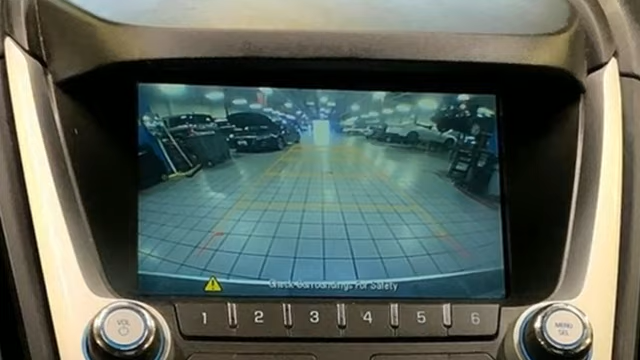 Check Surroundings For Safety
VOL
1 2 3 4 5 6
MENU
SEL